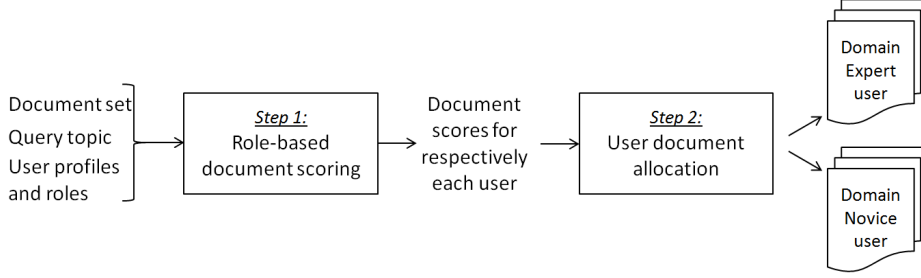 Document set
Query topic
User profiles
and roles
Step 1:
Role-based
document scoring
Document
scores for
respectively
each user
Step 2:
User document
allocation
Domain
Expert
user
Domain
Novice
user